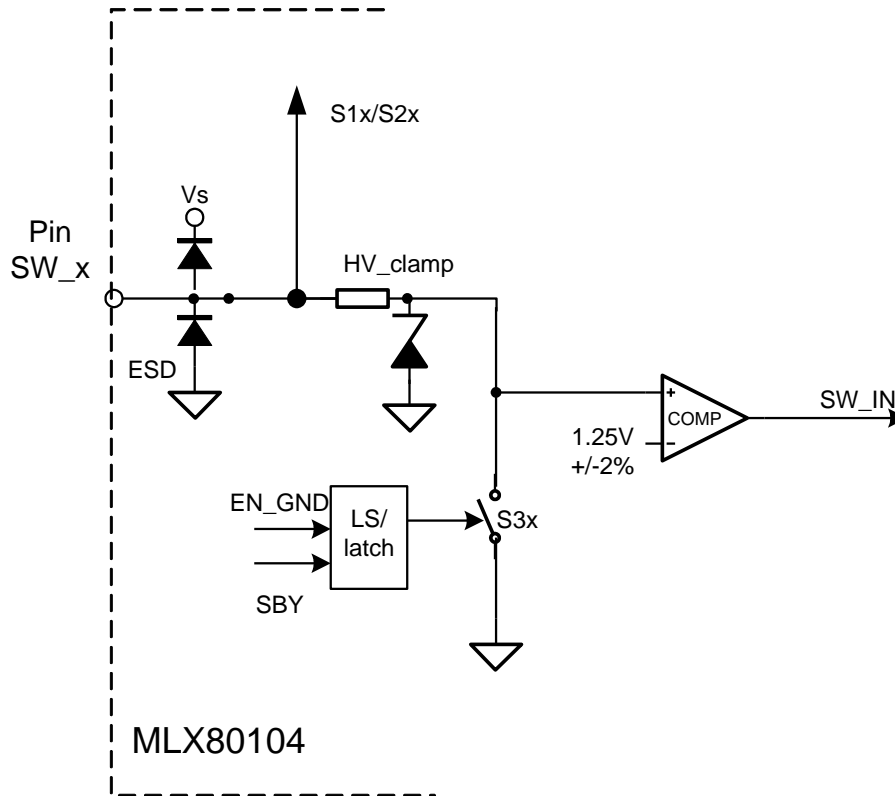 S1x/S2x
Vs
Pin
SW_x
HV_clamp
ESD
SW_IN
+
COMP
-
1.25V
+/-2%
EN_GND
LS/
latch
S3x
SBY
MLX80104